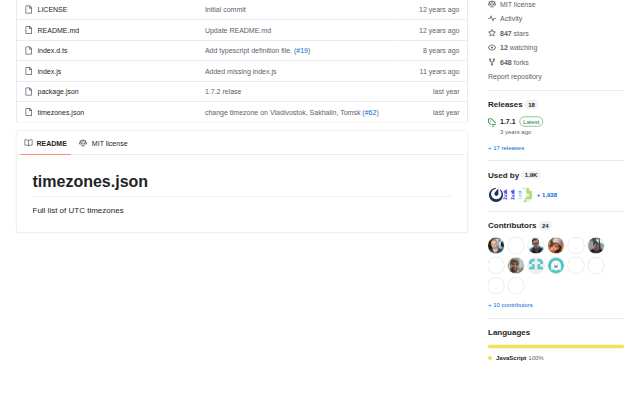 LICENSE Initial commit 12 years ago
README.md Update README.md 12 years ago
index.d.ts Add typescript definition file. (#19) 8 years ago
index.js Added missing index.js 11 years ago
package.json 1.7.2 relase last year
timezones.json change timezone on Vladivostok, Sakhalin, Tomsk (#62) last year
README MIT license
timezones.json
Full list of UTC timezones
MIT license
Activity
847 stars
12 watching
648 forks
Report repository
Releases 18
1.7.1 Latest
3 years ago
+ 17 releases
Used by 1.9K
+ 1,938
Contributors 24
+ 10 contributors
Languages
JavaScript 100%